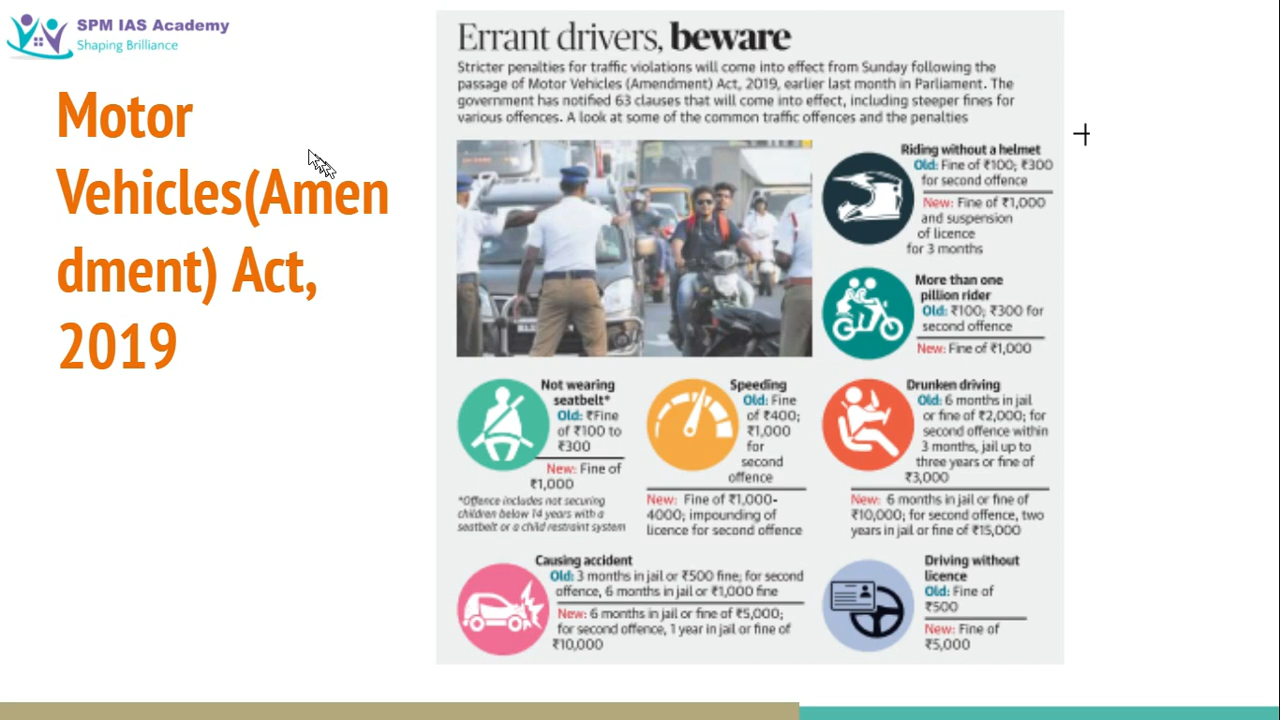 SPM IAS Academy
Shaping Brilliance
Motor
Vehicles(Amen
dment) Act,
2019
Errant drivers, beware
Stricter penalties for traffic violations will come into effect from Sunday following the
passage of Motor Vehicles (Amendment) Act, 2019, earlier last month in Parliament. The
government has notified 63 clauses that will come into effect, including steeper fines for
various offences. A look at some of the common traffic offences and the penalties
Riding without a helmet
Old: Fine of ₹100; ₹300
for second offence
New: Fine of ₹1,000
and suspension
of licence
for 3 months
More than one
pillion rider
Old: ₹100; ₹300 for
second offence
New: Fine of ₹1,000
Not wearing
seatbelt*
Old: ₹Fine
of ₹100 to
₹300
New: Fine of
₹1,000
*Offence includes not securing
children below 14 years with a
seatbelt or a child restraint system
Speeding
Old: Fine
of ₹400;
₹1,000
for
second
offence
New: Fine of ₹1,000-
4000; impounding of
licence for second offence
Drunken driving
Old: 6 months in jail
or fine of ₹2,000; for
second offence within
3 months, jail up to
three years or fine of
₹3,000
New: 6 months in jail or fine of
₹10,000; for second offence, two
years in jail or fine of ₹15,000
Causing accident
Old: 3 months in jail or ₹500 fine; for second
offence, 6 months in jail or ₹1,000 fine
New: 6 months in jail or fine of ₹5,000;
for second offence, 1 year in jail or fine of
₹10,000
Driving without
licence
Old: Fine of
₹500
New: Fine of
₹5,000